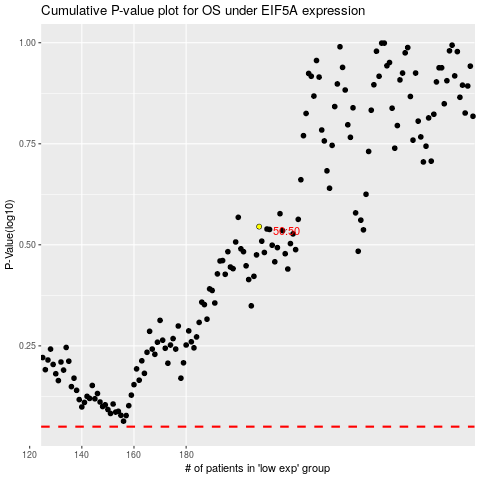 Cumulative P-value plot for OS under EIF5A expression
1.00
0.75
0.50
0.25
P-Value(log10)
50:50
120 140 160 180
# of patients in 'low exp' group